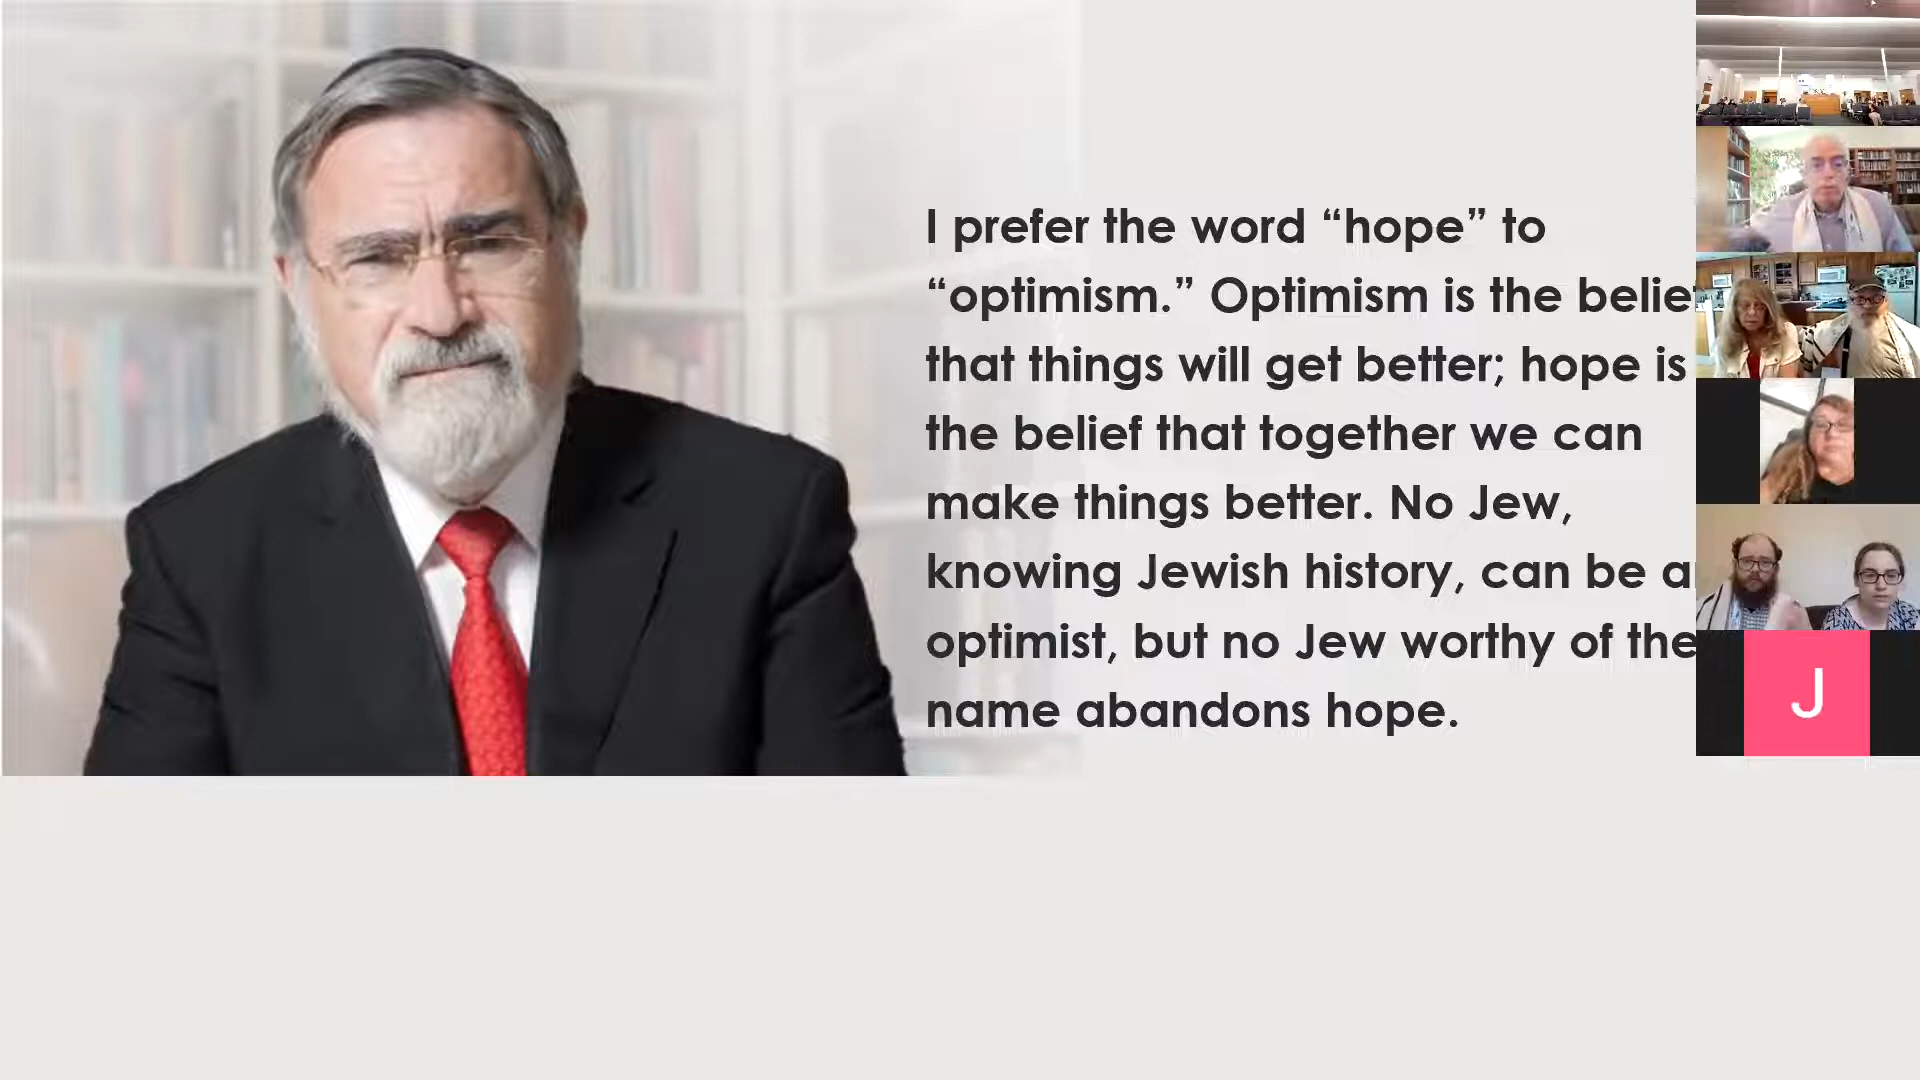 I prefer the word “hope” to
“optimism.” Optimism is the belie
that things will get better; hope is
the belief that together we can
make things better. No Jew,
knowing Jewish history, can be a
optimist, but no Jew worthy of the
name abandons hope.
J